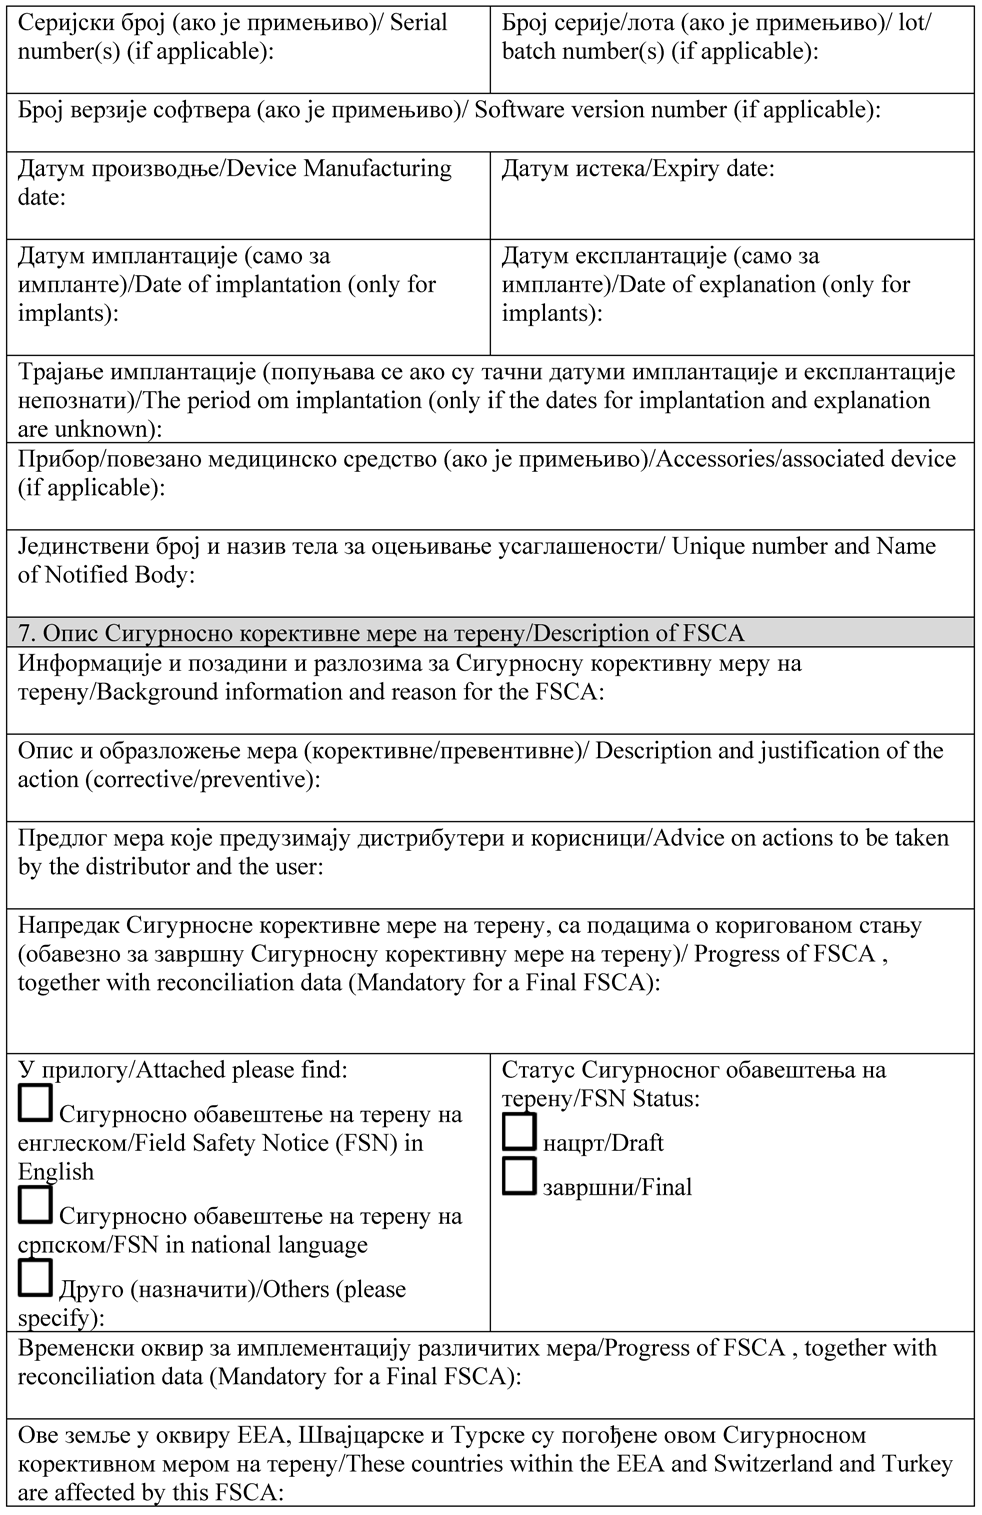 Серијски број (ако је примењиво)/ Serial
number(s) (if applicable):
Број серије/лота (ако је примењиво)/ lot/
batch number(s) (if applicable):
Број верзије софтвера (ако је примењиво)/ Software version number (if applicable):
Датум производње/Device Manufacturing
date:
Датум истека/Expiry date:
Датум имплантације (само за
импланте)/Date of implantation (only for
implants):
Датум експлантације (само за
импланте)/Date of explanation (only for
implants):
Трајање имплантације (попуњава се ако су тачни датуми имплантације и експлантације
непознати)/The period om implantation (only if the dates for implantation and explanation
are unknown):
Прибор/повезано медицинско средство (ако је примењиво)/Accessories/associated device
(if applicable):
Јединствени број и назив тела за оцењивање усаглашености/ Unique number and Name
of Notified Body:
7. Опис Сигурносно корективне мере на терену/Description of FSCA
Информације и позадини и разлозима за Сигурносну корективну меру на
терену/Background information and reason for the FSCA:
Опис и образложење мера (корективне/превентивне)/ Description and justification of the
action (corrective/preventive):
Предлог мера које предузимају дистрибутери и корисници/Advice on actions to be taken
by the distributor and the user:
Напредак Сигурносне корективне мере на терену, са подацима о коригованом стању
(обавезно за завршну Сигурносну корективну мере на терену)/ Progress of FSCA ,
together with reconciliation data (Mandatory for a Final FSCA):
У прилогу/Attached please find:
Сигурносно обавештење на терену на
енглеском/Field Safety Notice (FSN) in
English
Сигурносно обавештење на терену на
српском/FSN in national language
Друго (назначити)/Others (please
specify):
Статус Сигурносног обавештења на
терену/FSN Status:
нацрт/Draft
завршни/Final
Временски оквир за имплементацију различитих мера/Progress of FSCA , together with
reconciliation data (Mandatory for a Final FSCA):
Ове земље у оквиру ЕЕА, Швајцарске и Турске су погођене овом Сигурносном
корективном мером на терену/These countries within the EEA and Switzerland and Turkey
are affected by this FSCA: